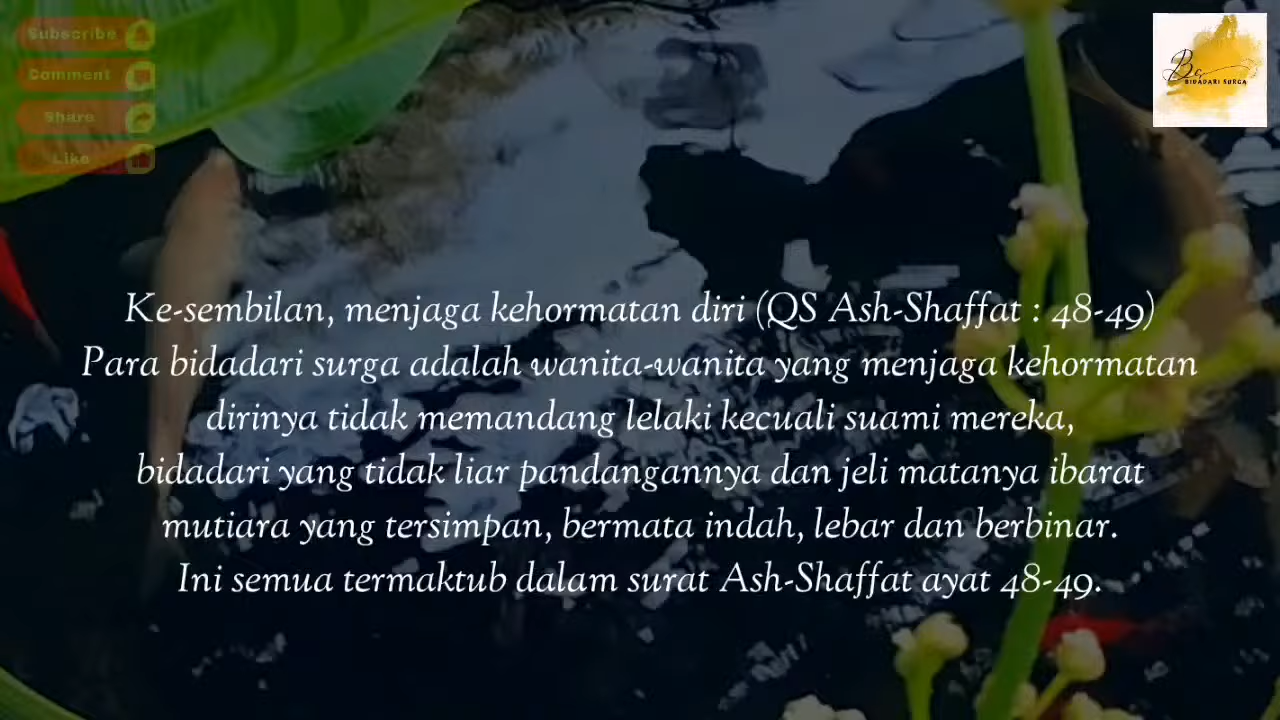 Subscribe
Comment
Share
Like
Bs
BIDADARI SURGA
Ke-sembilan, menjaga kehormatan diri (QS Ash-Shaffat : 48-49)
Para bidadari surga adalah wanita-wanita yang menjaga kehormatan
dirinya tidak memandang lelaki kecuali suami mereka,
bidadari yang tidak liar pandangannya dan jeli matanya ibarat
mutiara yang tersimpan, bermata indah, lebar dan berbinar.
Ini semua termaktub dalam surat Ash-Shaffat ayat 48-49.